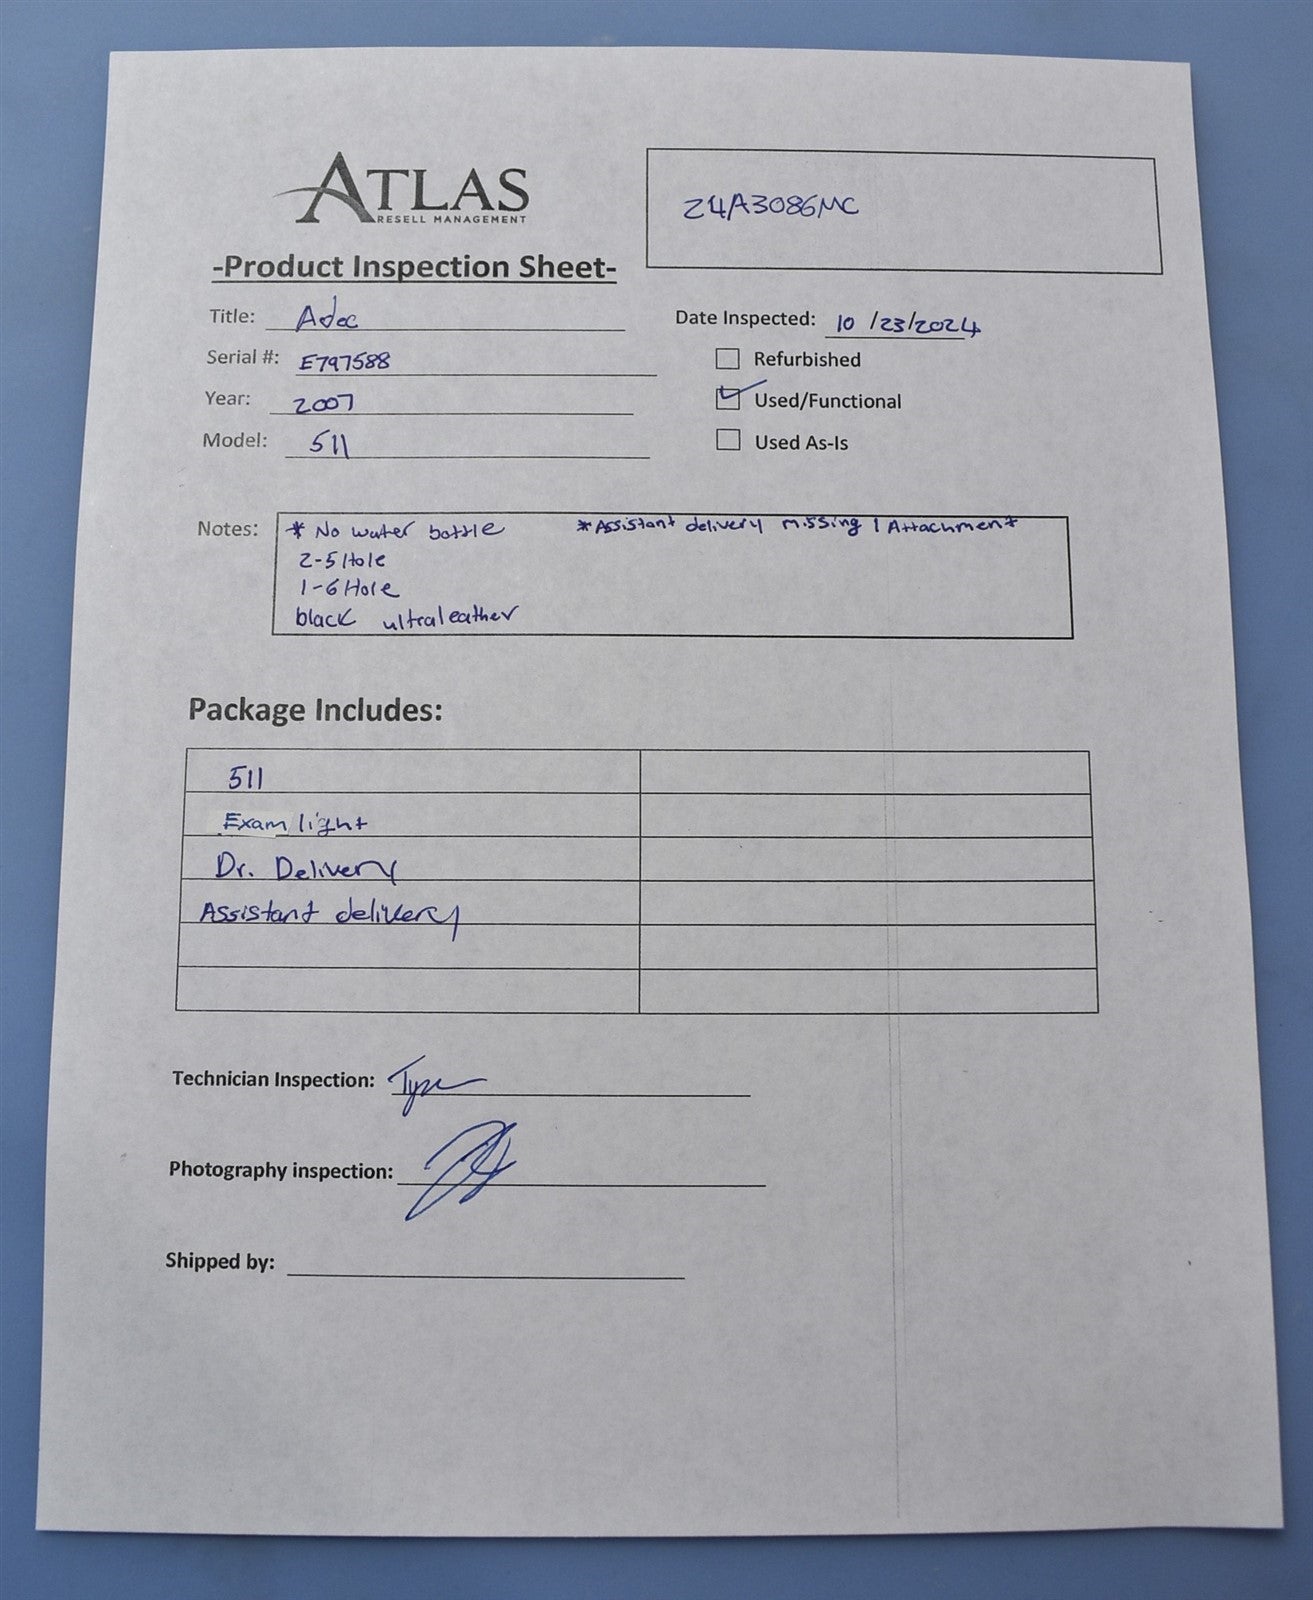 ATLAS
RESELL MANAGEMENT
24A3086MC
-Product Inspection Sheet-
Title: Adec
Date Inspected: 10/23/2024
Serial #: E797588
Refurbished
Year: 2007
Used/Functional
Model: 511
Used As-Is
Notes: * No water bottle *Assistant delivery missing 1 Attachment
2-5 Hole
1-6 Hole
black ultraleather
Package Includes:
511
Exam light
Dr. Delivery
Assistant delivery
Technician Inspection:
Photography inspection:
Shipped by: